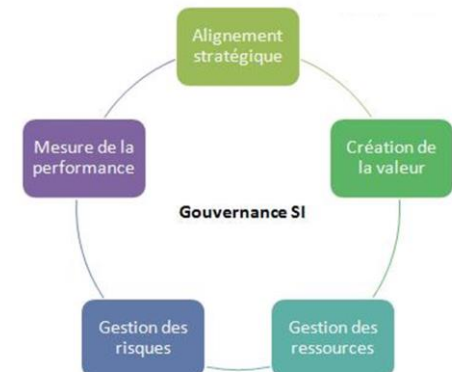 Alignement
stratégique
Mesure de la
performance
Création de
la valeur
Gouvernance SI
Gestion des
risques
Gestion des
ressources